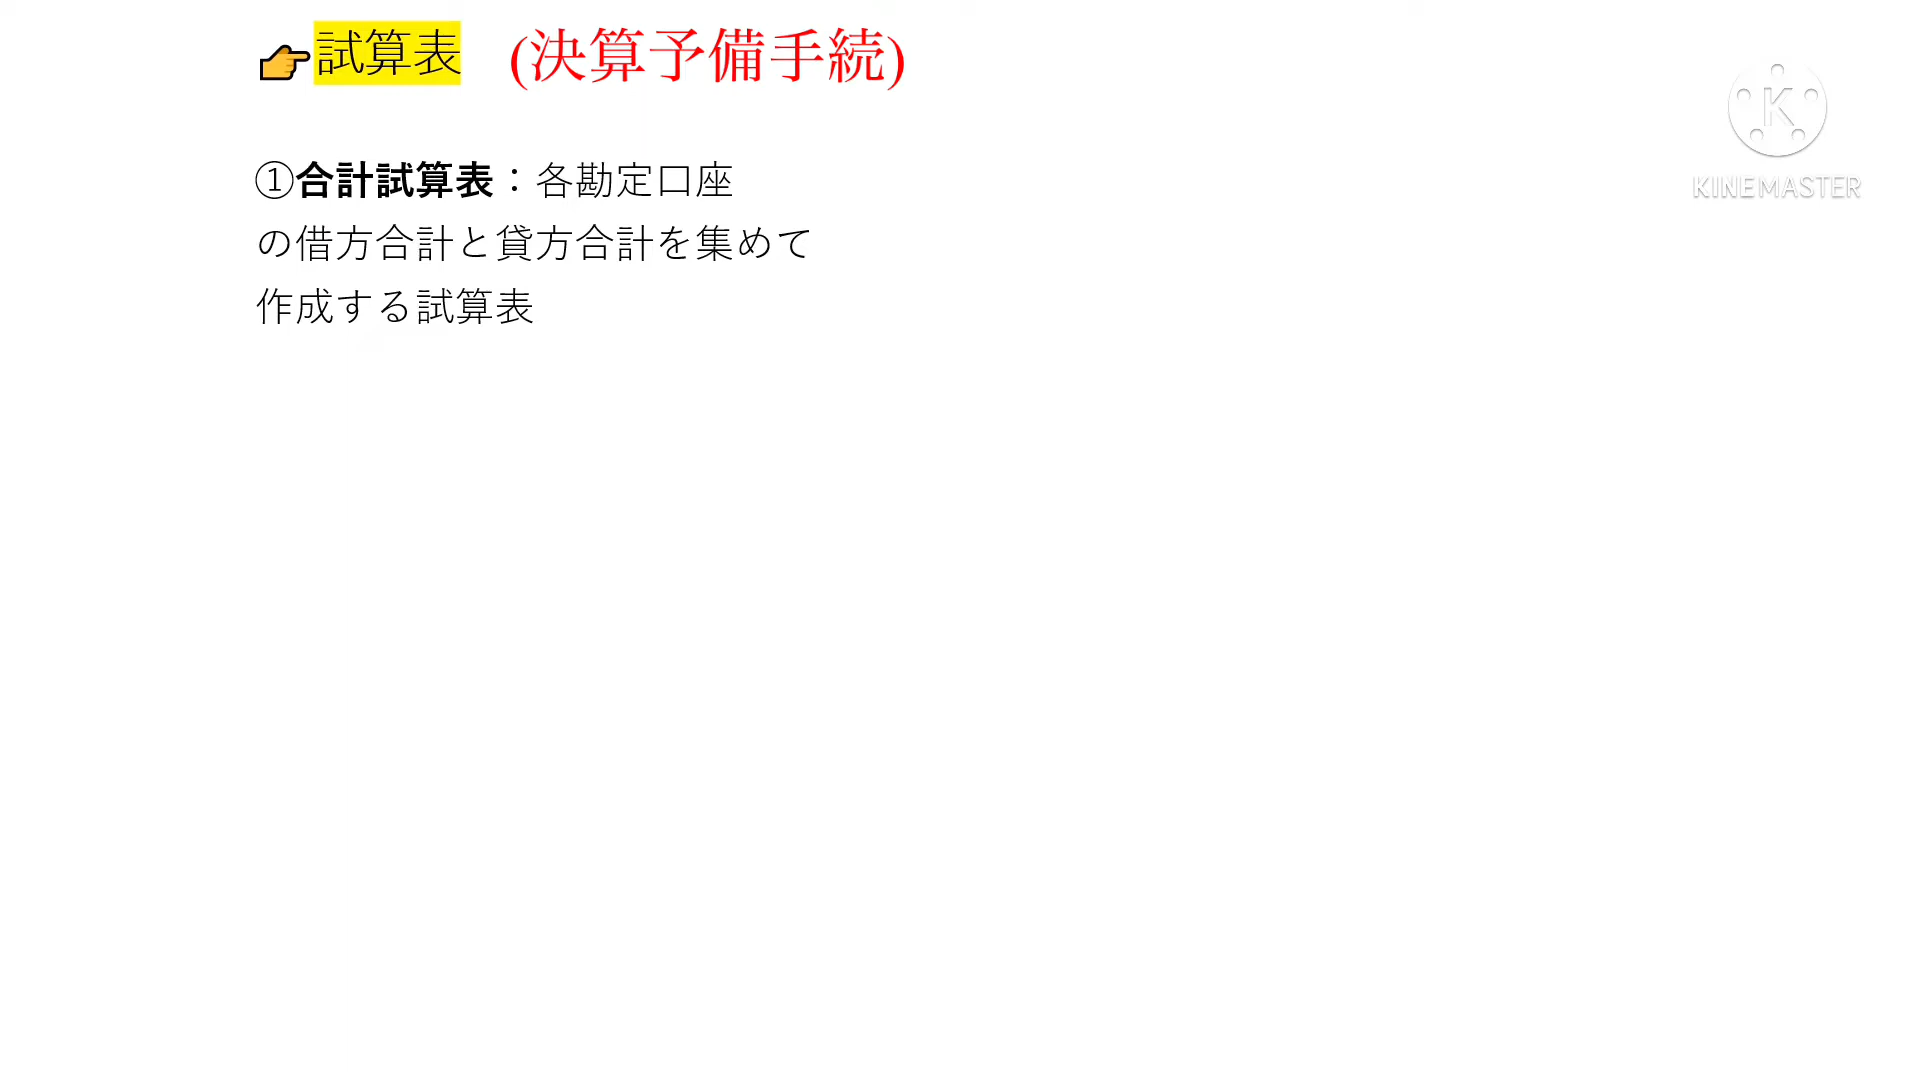 👉試算表 (決算予備手続)
①合計試算表：各勘定口座
の借方合計と貸方合計を集めて
作成する試算表
K
KINEMASTER